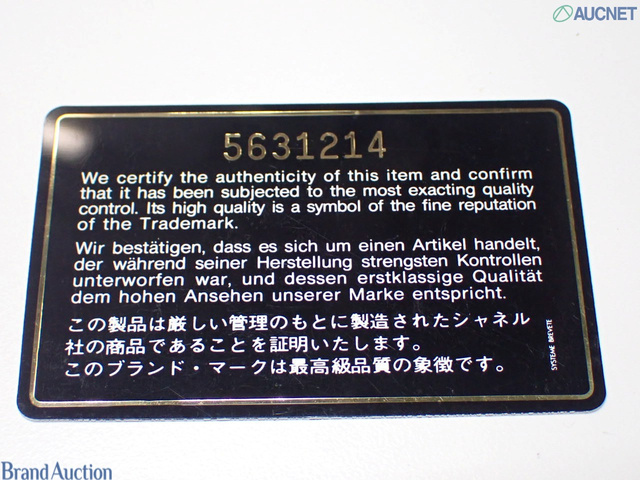 AUCNET
5631214
We certify the authenticity of this item and confirm
that it has been subjected to the most exacting quality
control. Its high quality is a symbol of the fine reputation
of the Trademark.
Wir bestätigen, dass es sich um einen Artikel handelt,
der während seiner Herstellung strengsten Kontrollen
unterworfen war, und dessen erstklassige Qualität
dem hohen Ansehen unserer Marke entspricht.
この製品は厳しい管理のもとに製造されたシャネル
社の商品であることを証明いたします。
このブランド・マークは最高級品質の象徴です。
SYSTEME BREVETE
Brand Auction